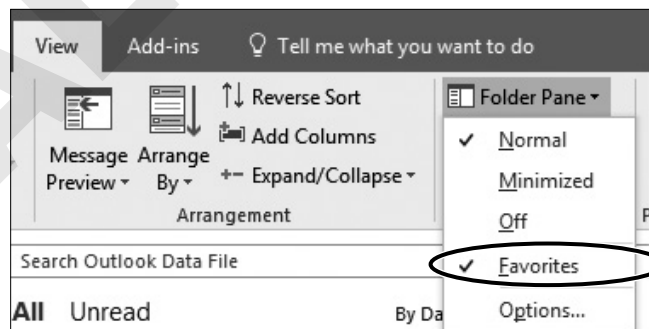 View Add-ins Tell me what you want to do
Message Preview
Arrange By
Reverse Sort
Add Columns
Expand/Collapse
Arrangement
Folder Pane
Normal
Minimized
Off
Favorites
Options...
Search Outlook Data File
All Unread By Da